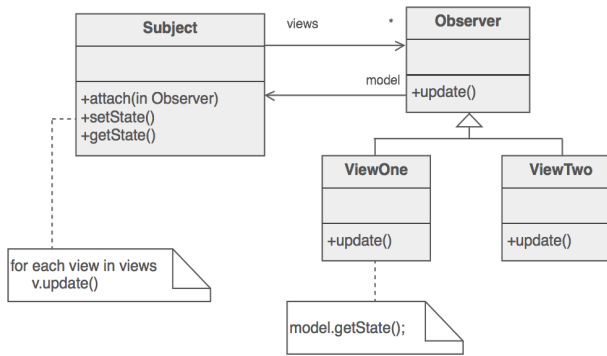 Subject
+attach(in Observer)
+setState()
+getState()
views
*
model
Observer
+update()
ViewOne
+update()
ViewTwo
+update()
for each view in views
v.update()
model.getState();